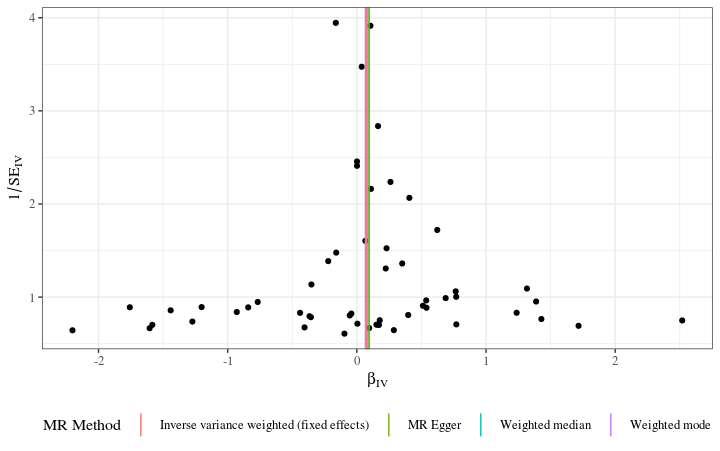 4
3
2
1
1/SE_IV
-2 -1 0 1 2
β_IV
MR Method Inverse variance weighted (fixed effects) MR Egger Weighted median Weighted mode